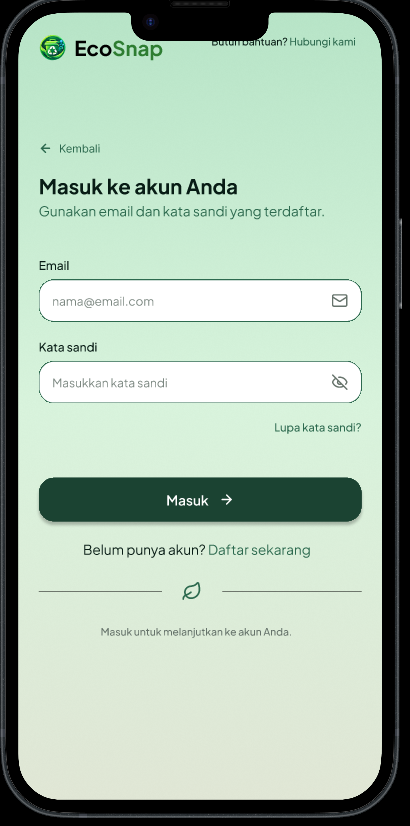 EcoSnap
Butuh bantuan? Hubungi kami
Kembali
Masuk ke akun Anda
Gunakan email dan kata sandi yang terdaftar.
Email
nama@email.com
Kata sandi
Masukkan kata sandi
Lupa kata sandi?
Masuk
Belum punya akun? Daftar sekarang
Masuk untuk melanjutkan ke akun Anda.